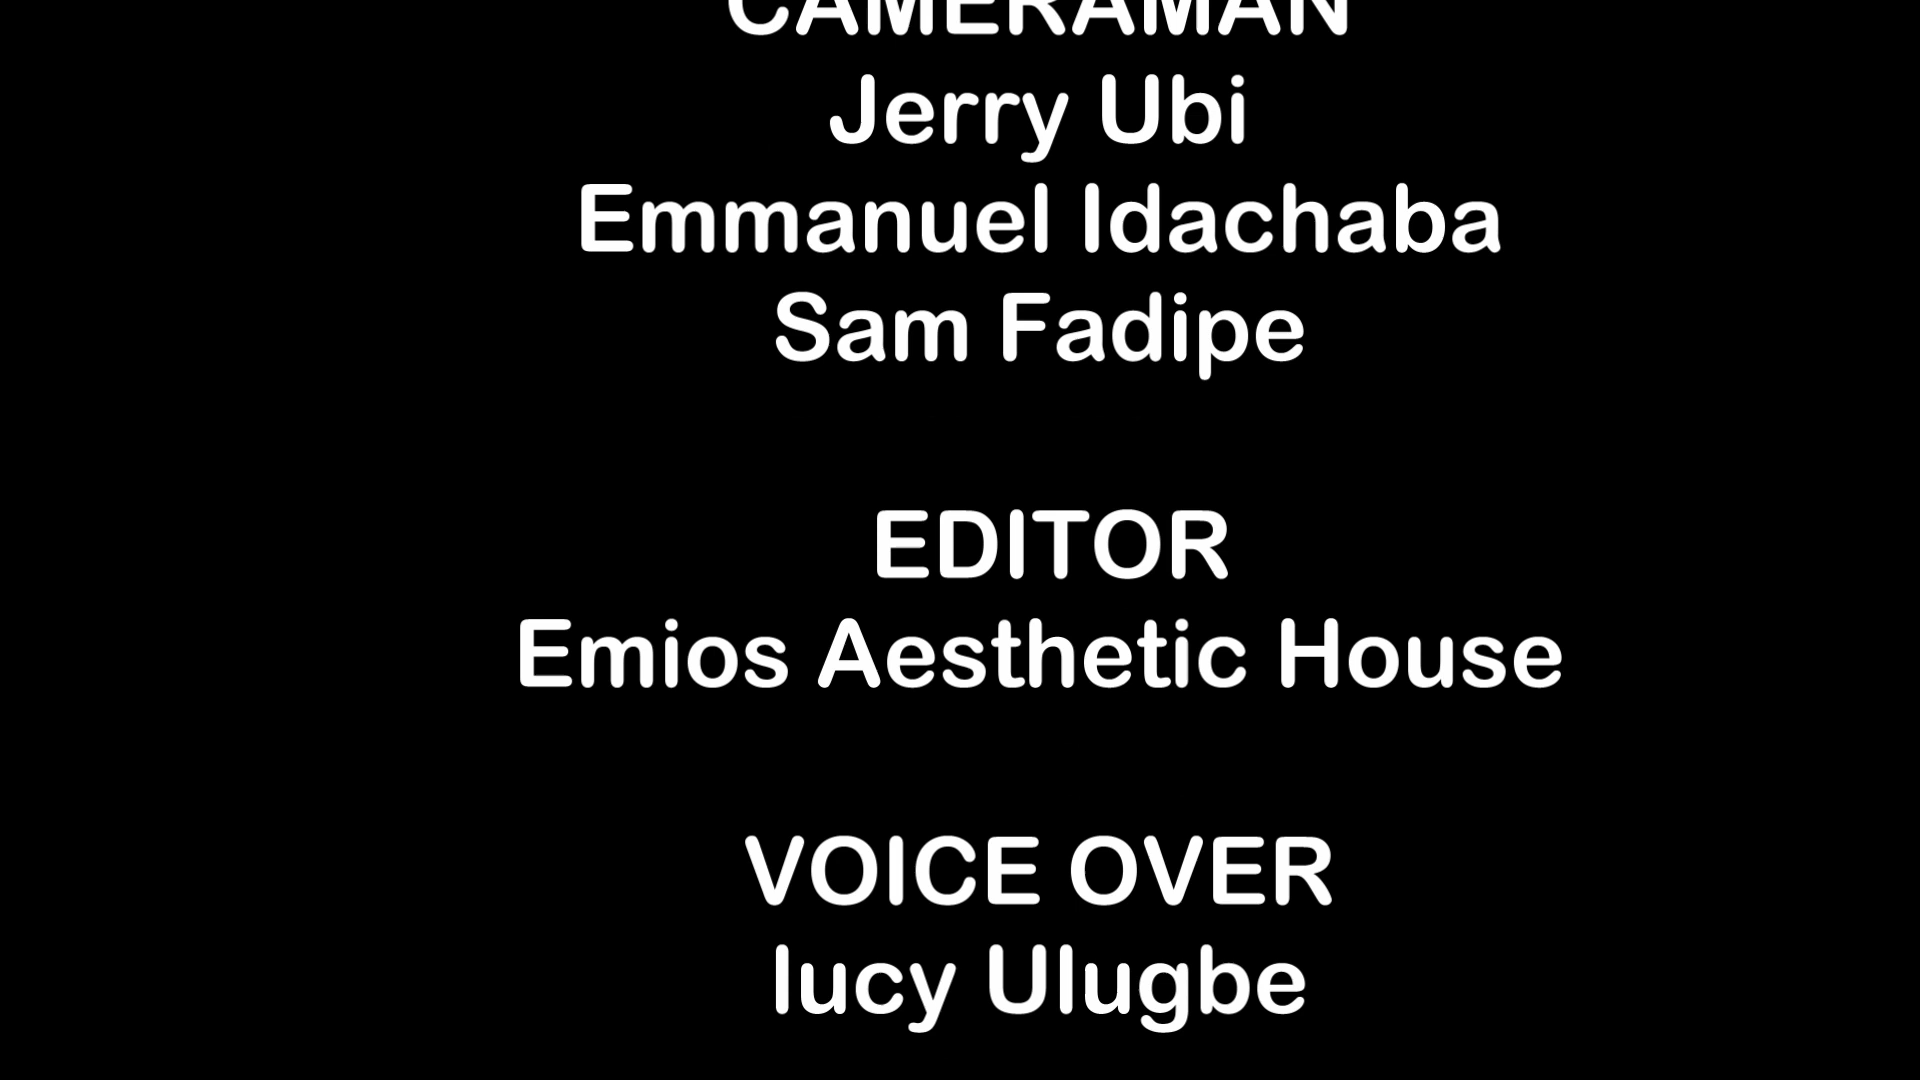 CAMERAMAN
Jerry Ubi
Emmanuel Idachaba
Sam Fadipe
EDITOR
Emios Aesthetic House
VOICE OVER
lucy Ulugbe